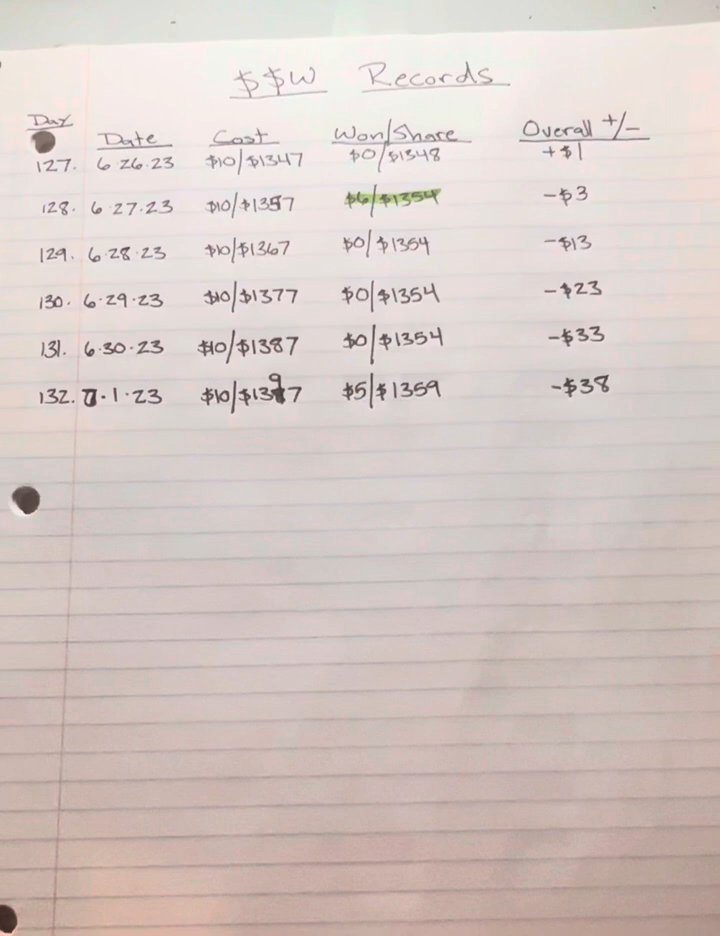 $$W Records
Day Date Cost Won/Share Overall +/-
127. 6.26.23 $10/$1347 $0/$1348 +$1
128. 6.27.23 $10/$1357 $6/$1354 -$3
129. 6.28.23 $10/$1367 $0/$1354 -$13
130. 6.29.23 $10/$1377 $0/$1354 -$23
131. 6.30.23 $10/$1387 $0/$1354 -$33
132. 7.1.23 $10/$1397 $5/$1359 -$38